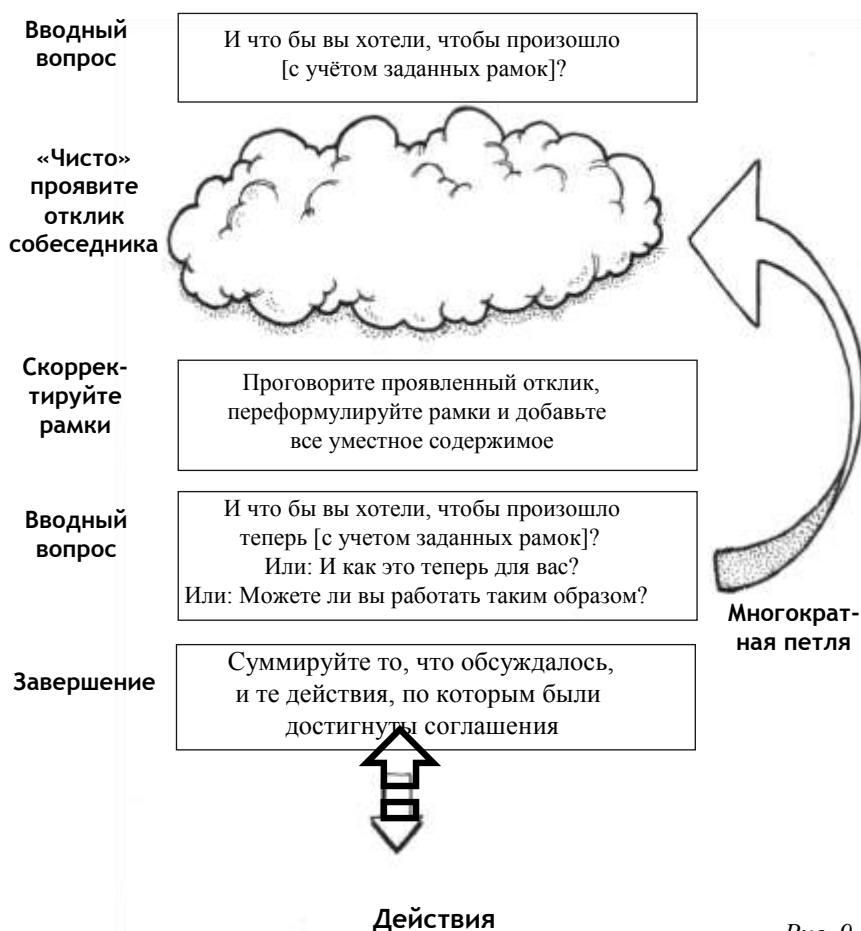 Вводный
вопрос
И что бы вы хотели, чтобы произошло
[с учётом заданных рамок]?
«Чисто»
проявите
отклик
собеседника
Скоррек-
тируйте
рамки
Проговорите проявленный отклик,
переформулируйте рамки и добавьте
все уместное содержимое
Вводный
вопрос
И что бы вы хотели, чтобы произошло
теперь [с учетом заданных рамок]?
Или: И как это теперь для вас?
Или: Можете ли вы работать таким образом?
Многократ-
ная петля
Завершение
Суммируйте то, что обсуждалось,
и те действия, по которым были
достигнуты соглашения
Действия